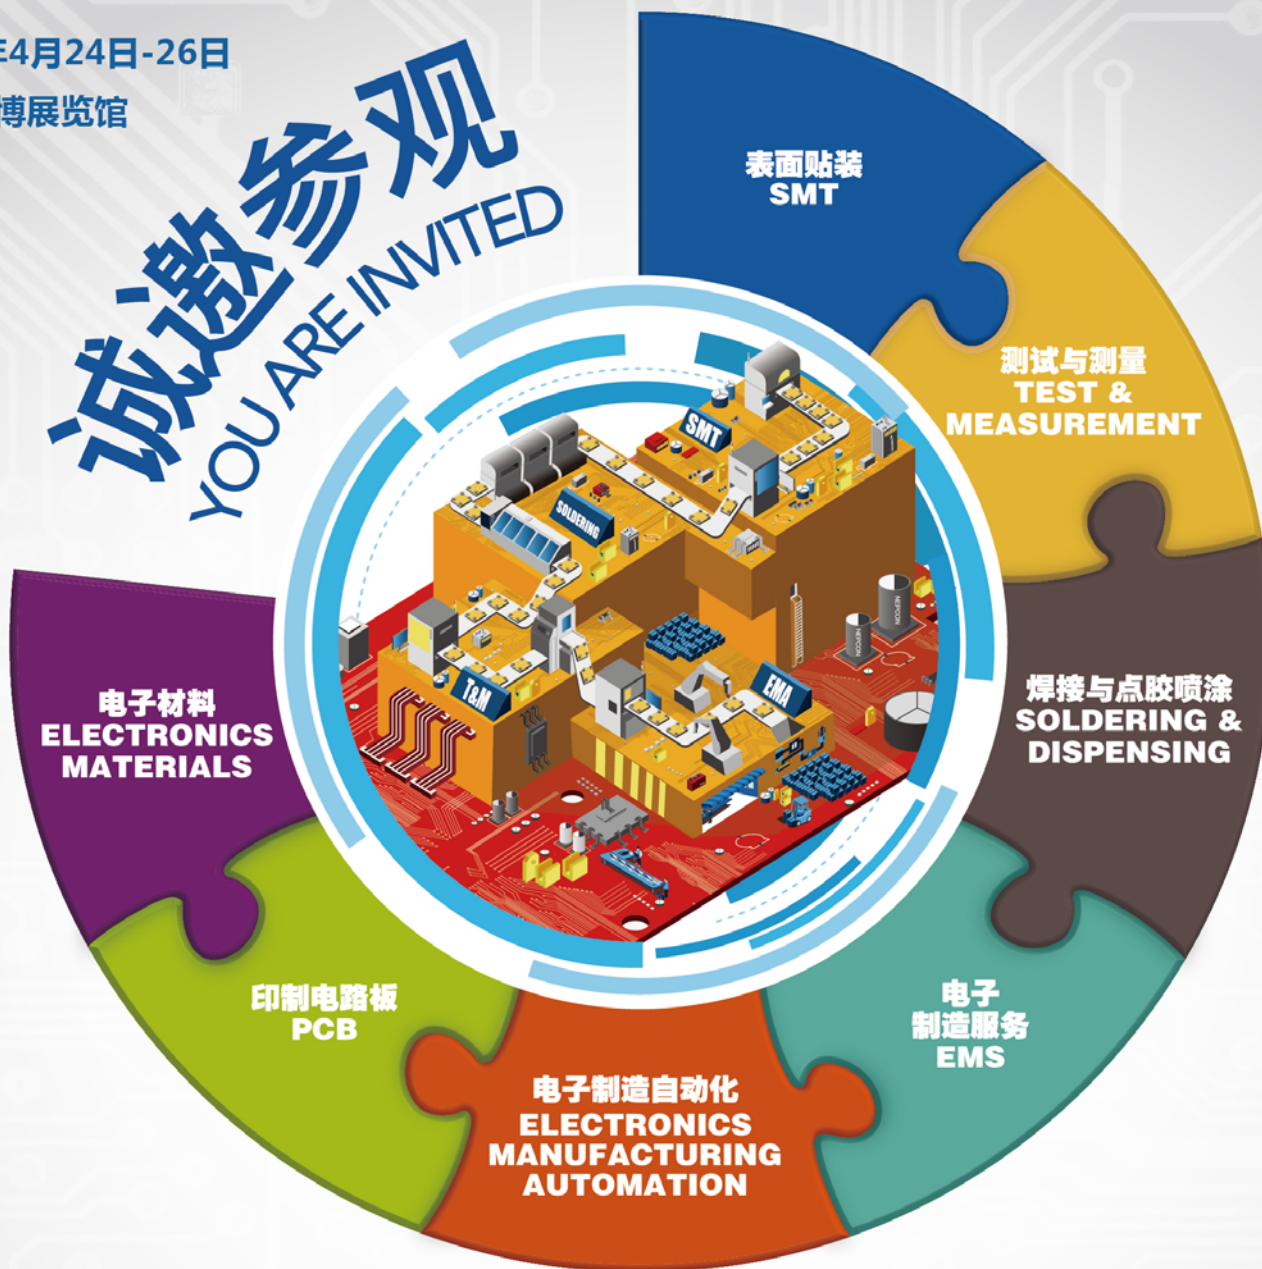 年4月24日-26日
博展览馆
诚邀参观
YOU ARE INVITED
表面贴装
SMT
测试与测量
TEST &
MEASUREMENT
焊接与点胶喷涂
SOLDERING &
DISPENSING
电子
制造服务
EMS
电子制造自动化
ELECTRONICS
MANUFACTURING
AUTOMATION
印制电路板
PCB
电子材料
ELECTRONICS
MATERIALS
SMT
SOLDERING
T&M
EMA
NEPCON
NEPCON